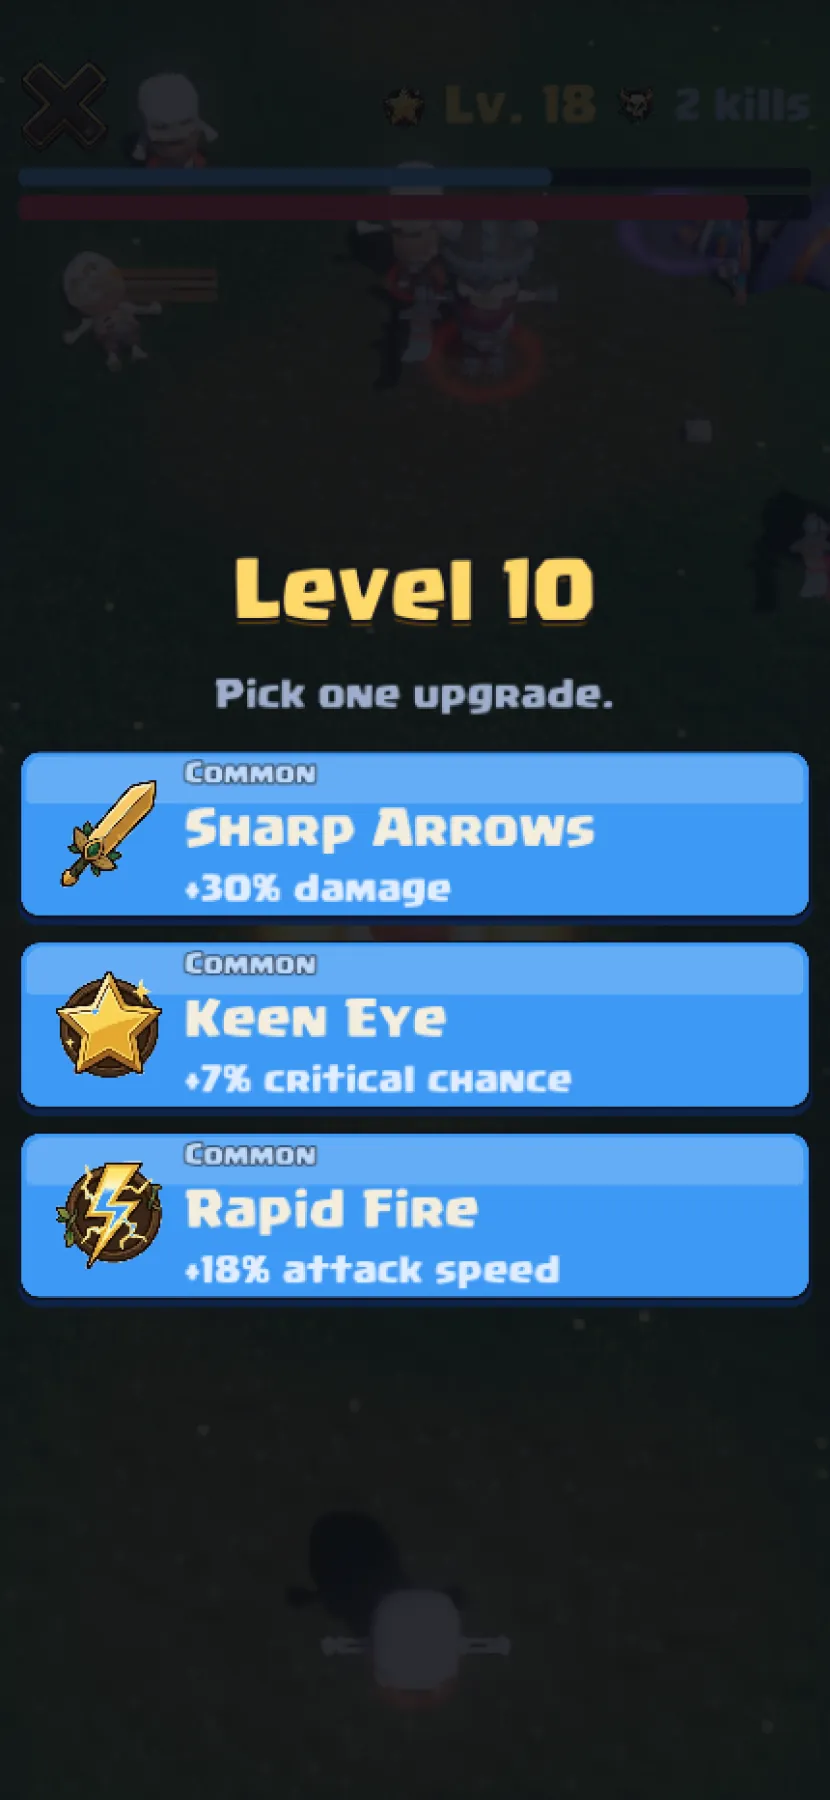 Lv. 18 2 kills
Level 10
Pick one upgrade.
Common
Sharp Arrows
+30% damage
Common
Keen Eye
+7% critical chance
Common
Rapid Fire
+18% attack speed